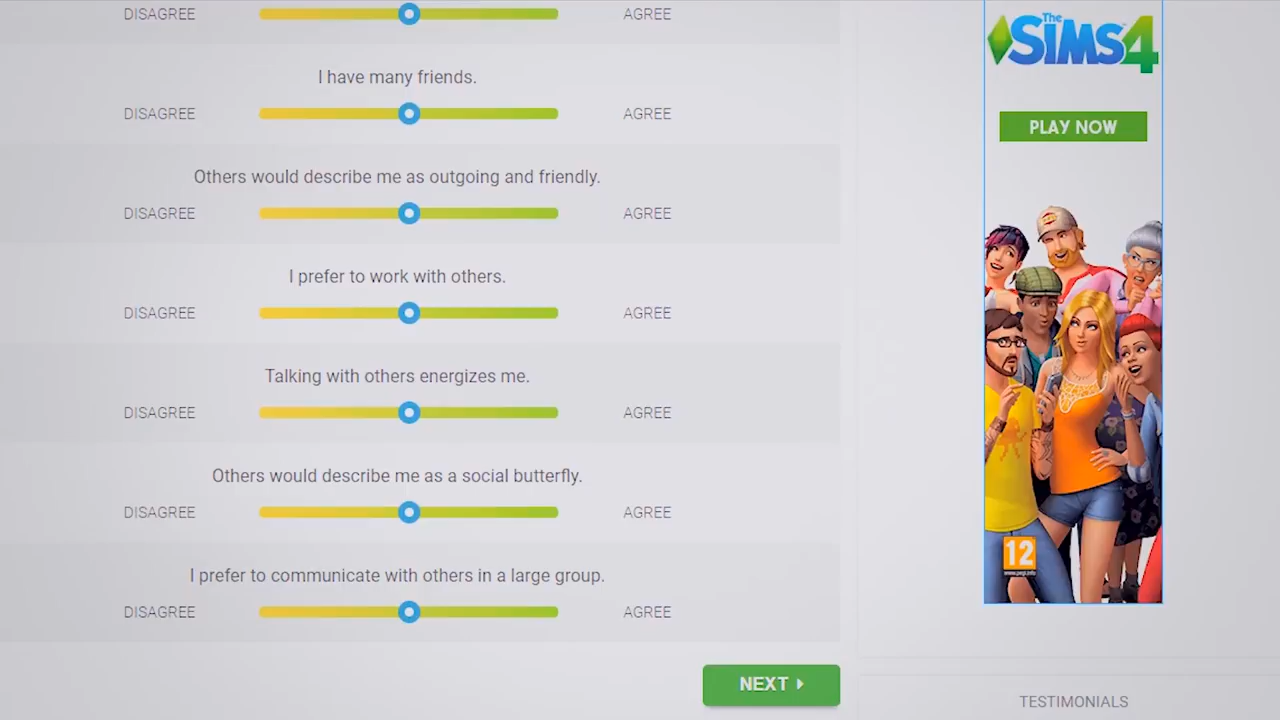 DISAGREE AGREE
I have many friends.
DISAGREE AGREE
Others would describe me as outgoing and friendly.
DISAGREE AGREE
I prefer to work with others.
DISAGREE AGREE
Talking with others energizes me.
DISAGREE AGREE
Others would describe me as a social butterfly.
DISAGREE AGREE
I prefer to communicate with others in a large group.
DISAGREE AGREE
NEXT
The
SiMS4
PLAY NOW
12
www.pegi.info
TESTIMONIALS